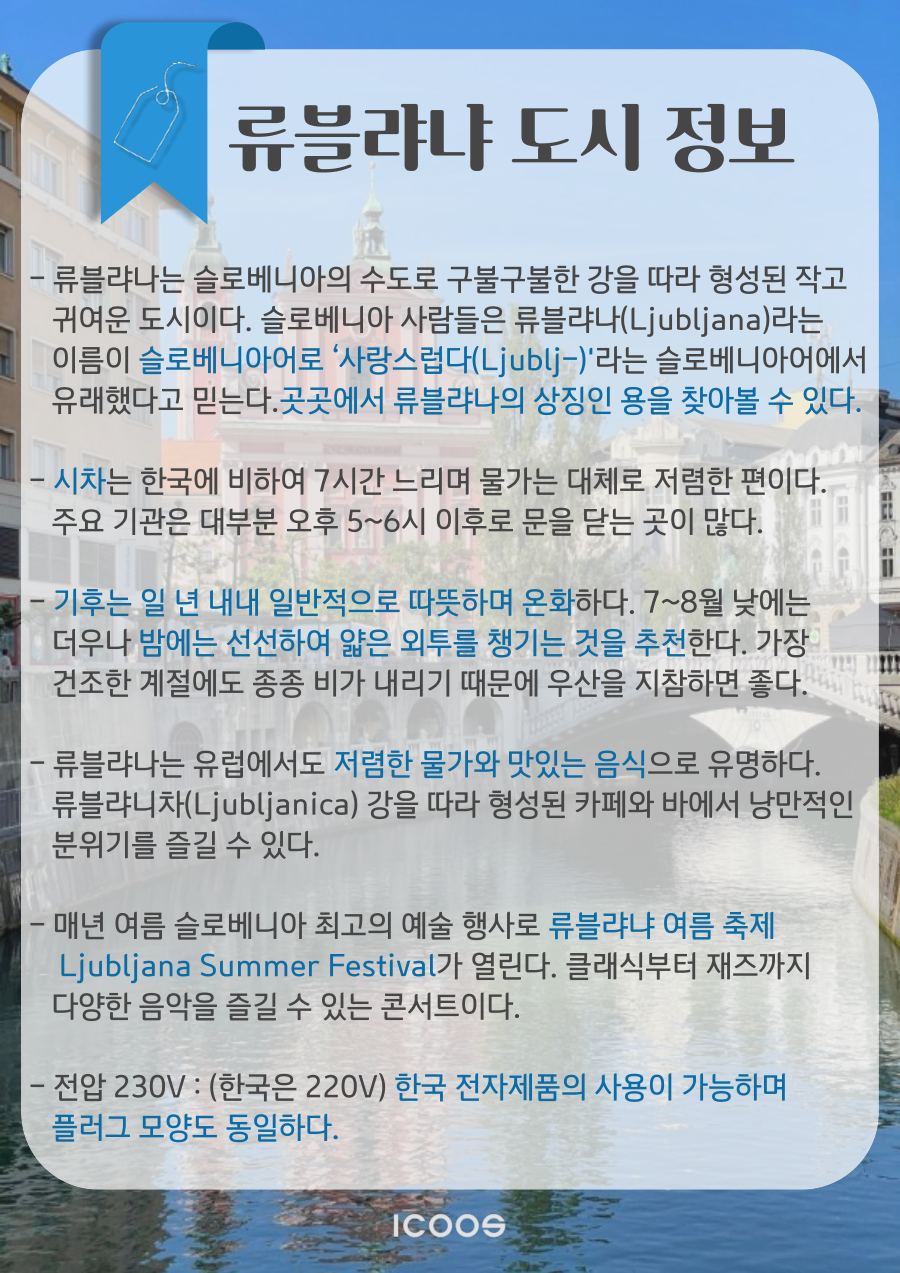 류블랴냐 도시 정보
- 류블랴나는 슬로베니아의 수도로 구불구불한 강을 따라 형성된 작고
귀여운 도시이다. 슬로베니아 사람들은 류블랴나(Ljubljana)라는
이름이 슬로베니아어로 ‘사랑스럽다(Ljublj-)'라는 슬로베니아어에서
유래했다고 믿는다.곳곳에서 류블랴나의 상징인 용을 찾아볼 수 있다.
- 시차는 한국에 비하여 7시간 느리며 물가는 대체로 저렴한 편이다.
주요 기관은 대부분 오후 5~6시 이후로 문을 닫는 곳이 많다.
- 기후는 일 년 내내 일반적으로 따뜻하며 온화하다. 7~8월 낮에는
더우나 밤에는 선선하여 얇은 외투를 챙기는 것을 추천한다. 가장
건조한 계절에도 종종 비가 내리기 때문에 우산을 지참하면 좋다.
- 류블랴나는 유럽에서도 저렴한 물가와 맛있는 음식으로 유명하다.
류블랴니차(Ljubljanica) 강을 따라 형성된 카페와 바에서 낭만적인
분위기를 즐길 수 있다.
- 매년 여름 슬로베니아 최고의 예술 행사로 류블랴냐 여름 축제
Ljubljana Summer Festival가 열린다. 클래식부터 재즈까지
다양한 음악을 즐길 수 있는 콘서트이다.
- 전압 230V : (한국은 220V) 한국 전자제품의 사용이 가능하며
플러그 모양도 동일하다.
ICOOS